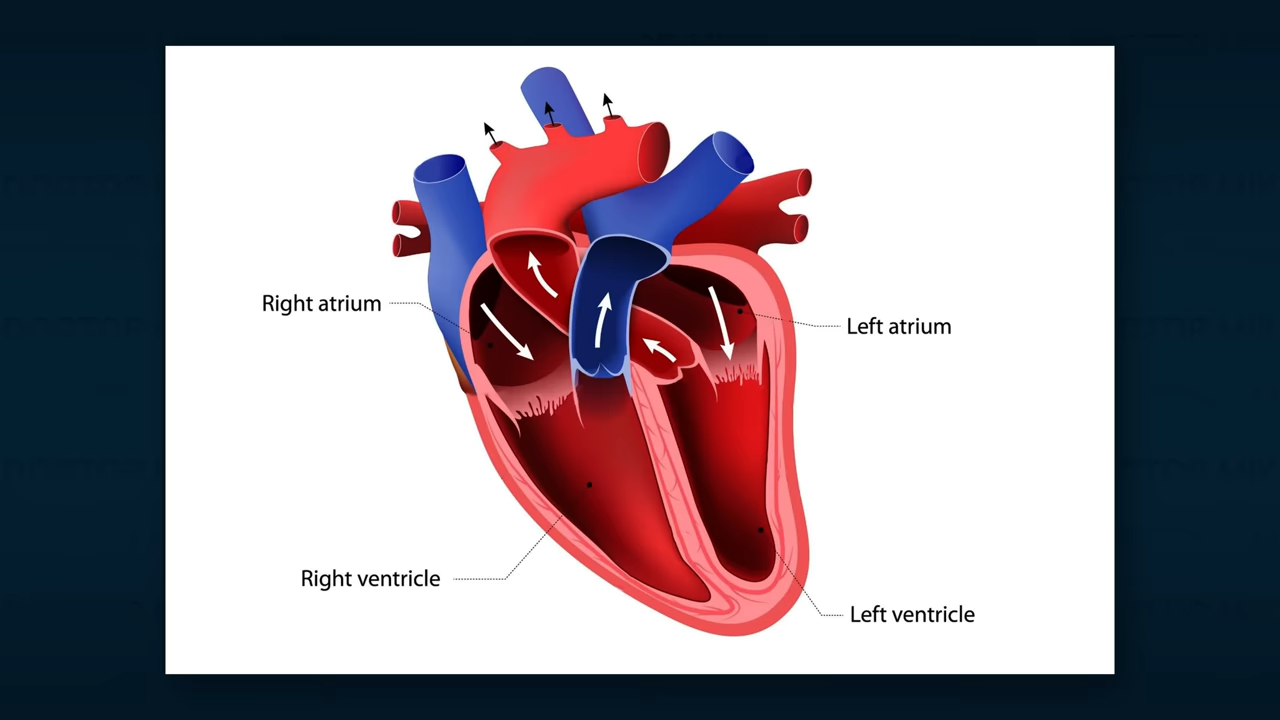 Right atrium
Left atrium
Right ventricle
Left ventricle